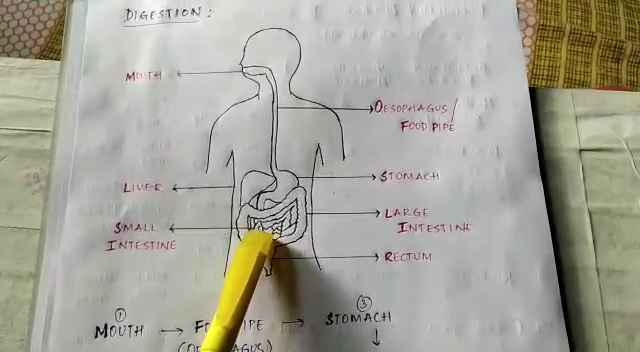 DIGESTION:
MOUTH
OESOPHAGUS/
FOOD PIPE
LIVER
STOMACH
SMALL
INTESTINE
LARGE
INTESTINE
RECTUM
① ③
MOUTH → → STOMACH
↓